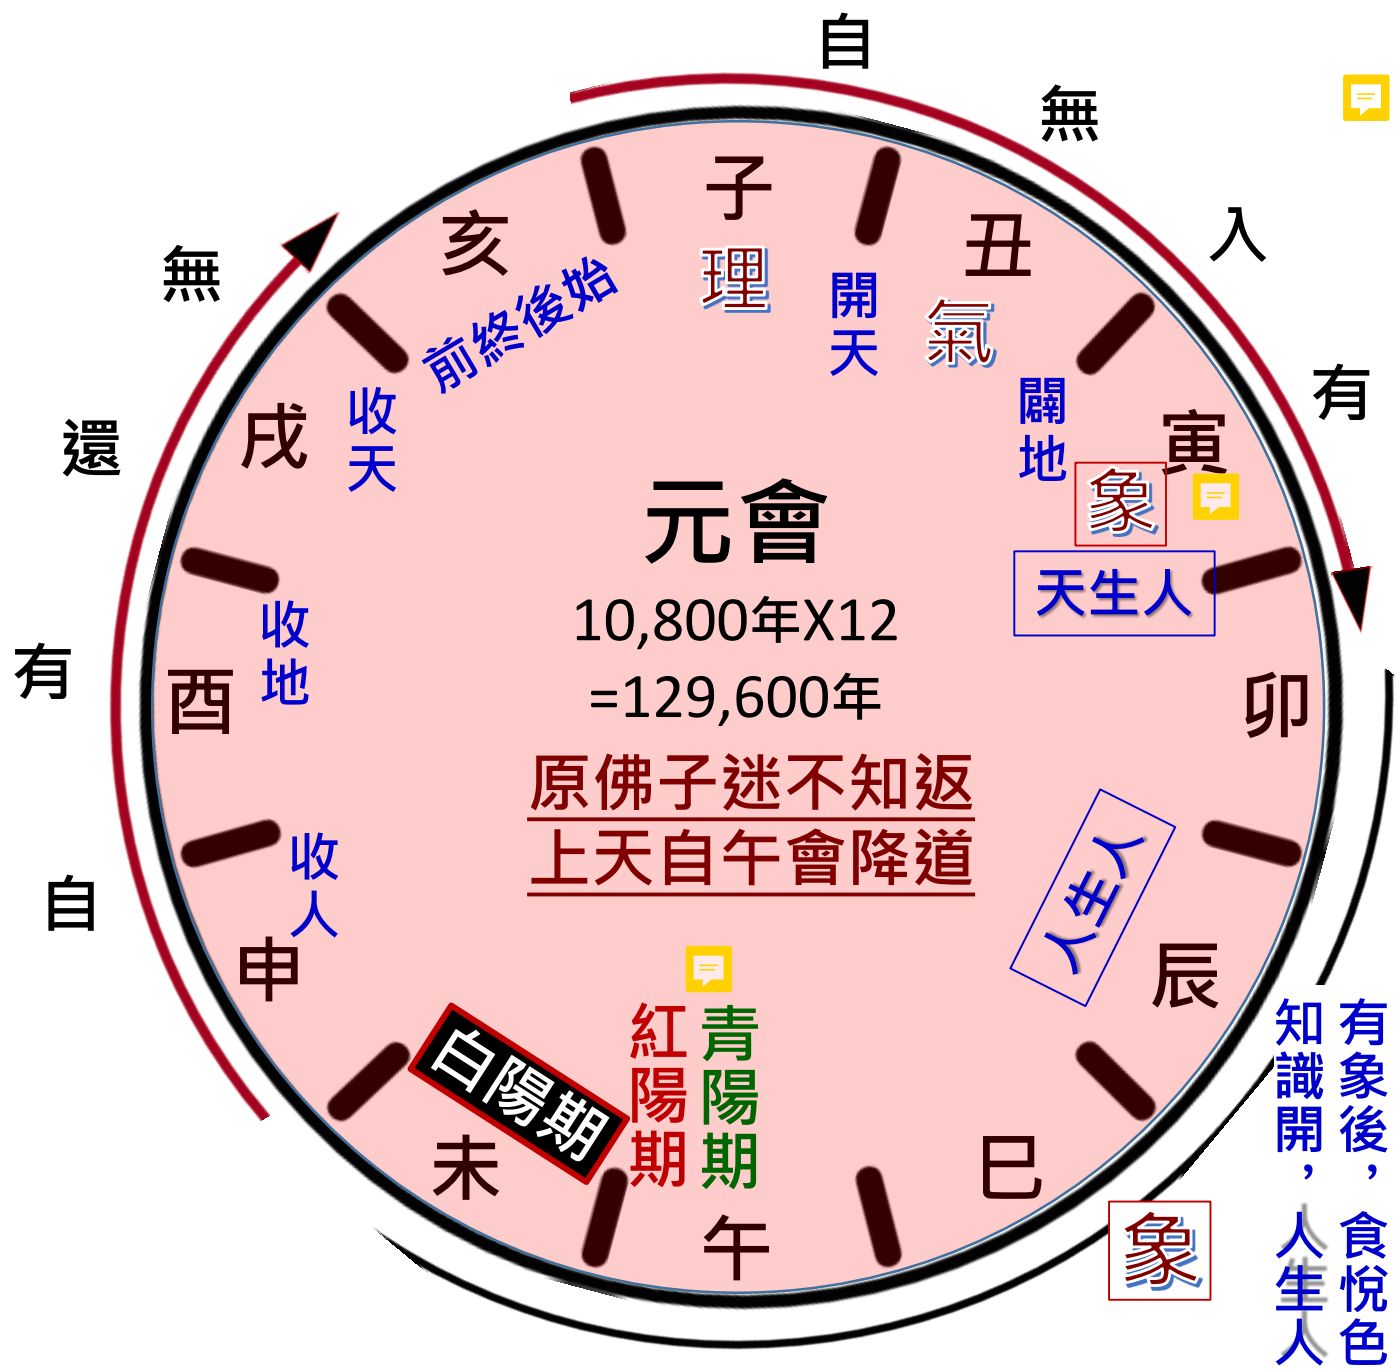 自
無
入
有
子
理
開天
丑
氣
闢地
寅
象
天生人
卯
人生人
辰
有象後，食悅色
知識開，人生人
巳
象
午
青陽期
紅陽期
白陽期
未
申
收人
酉
收地
戌
收天
亥
前終後始
自
有
還
無
元會
10,800年X12
=129,600年
原佛子迷不知返
上天自午會降道